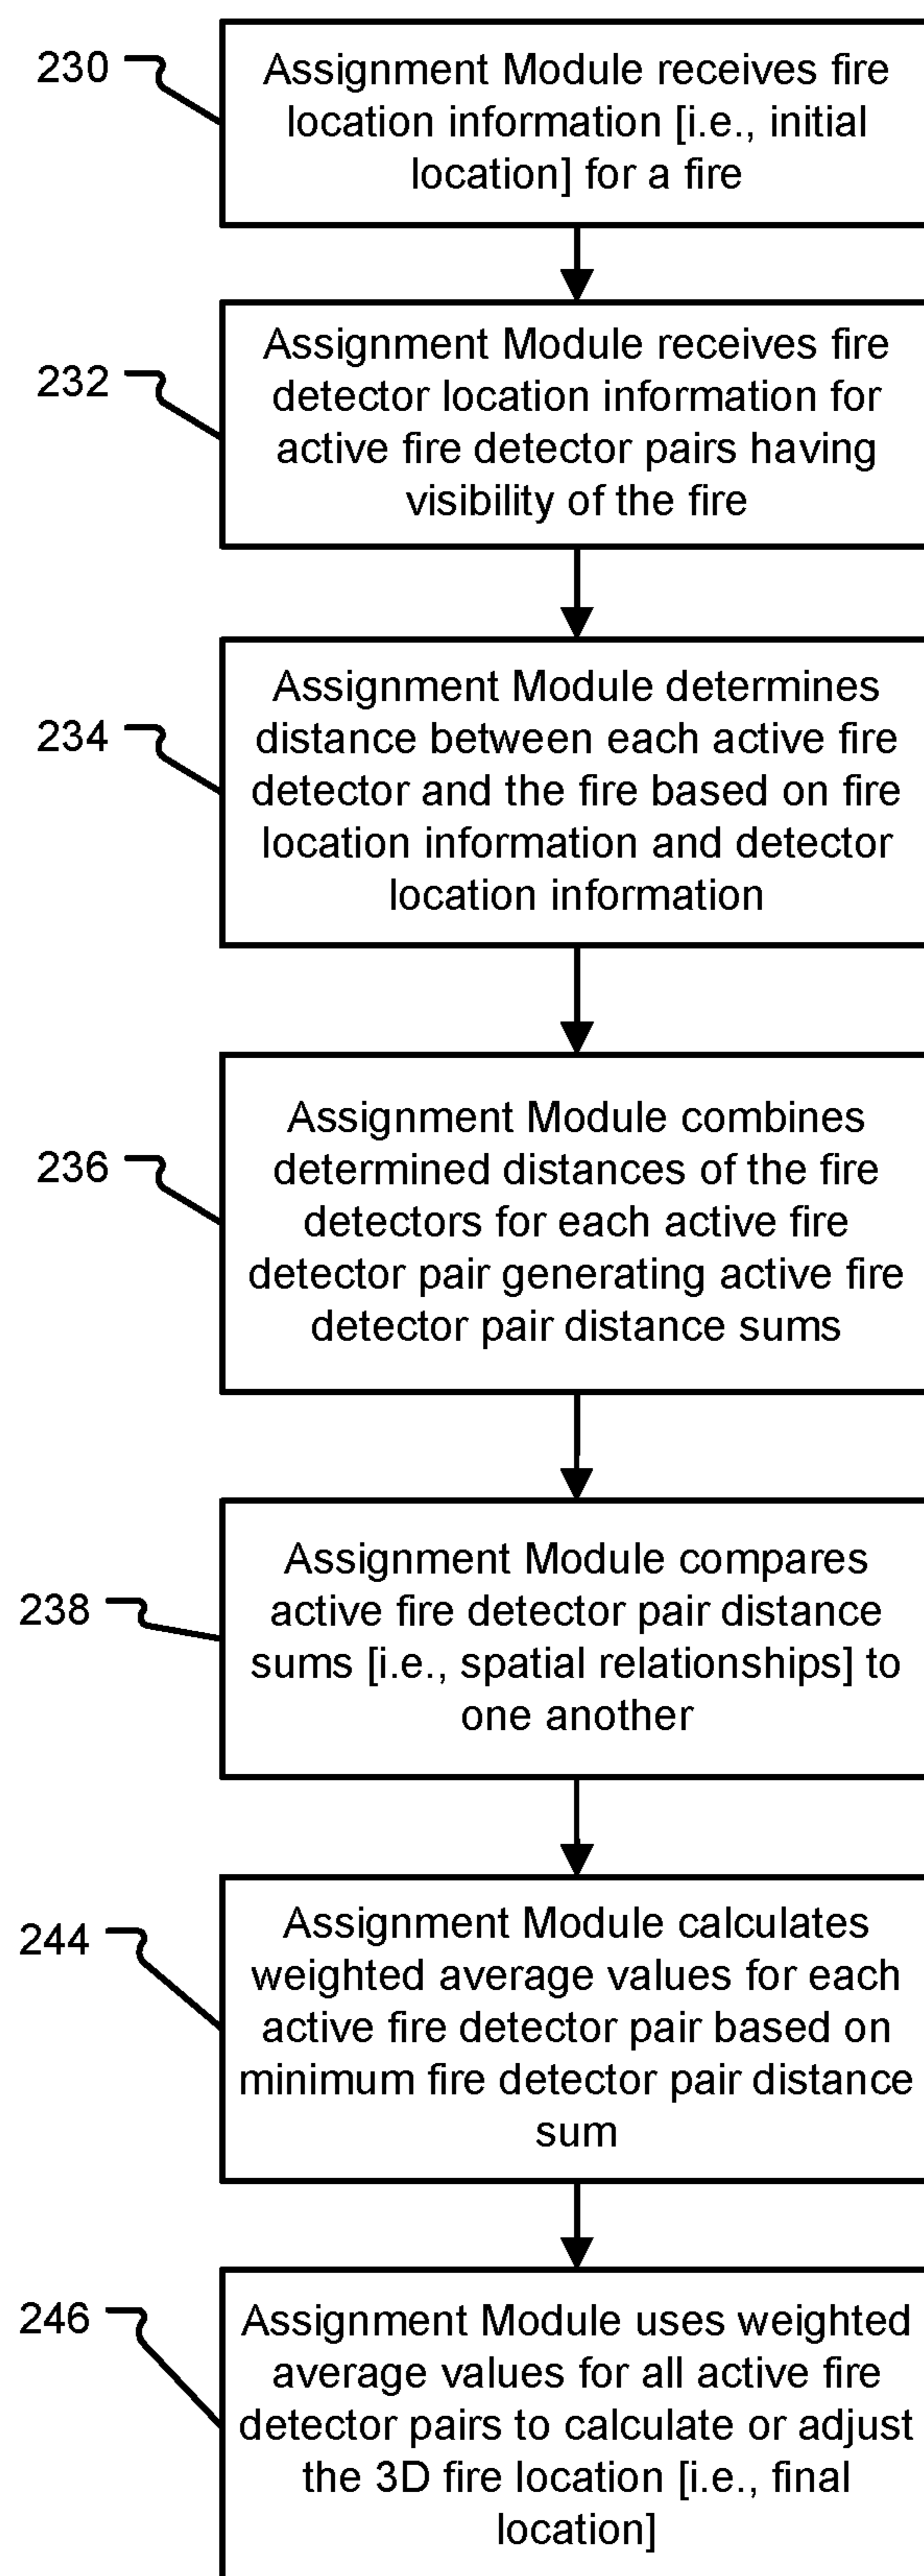 230
Assignment Module receives fire
location information [i.e., initial
location] for a fire
232
Assignment Module receives fire
detector location information for
active fire detector pairs having
visibility of the fire
234
Assignment Module determines
distance between each active fire
detector and the fire based on fire
location information and detector
location information
236
Assignment Module combines
determined distances of the fire
detectors for each active fire
detector pair generating active fire
detector pair distance sums
238
Assignment Module compares
active fire detector pair distance
sums [i.e., spatial relationships] to
one another
244
Assignment Module calculates
weighted average values for each
active fire detector pair based on
minimum fire detector pair distance
sum
246
Assignment Module uses weighted
average values for all active fire
detector pairs to calculate or adjust
the 3D fire location [i.e., final
location]